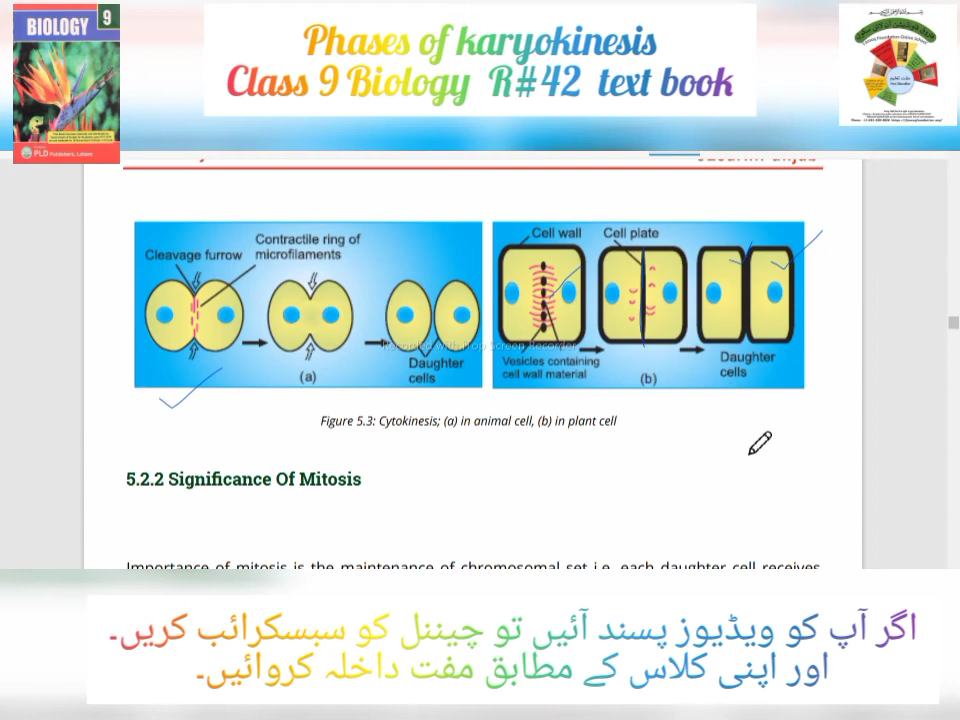 BIOLOGY 9
PLD Publishers, Lahore
Phases of karyokinesis
Class 9 Biology R#42 text book
Cleavage furrow
Contractile ring of
microfilaments
Daughter
cells
(a)
Cell wall
Cell plate
Vesicles containing
cell wall material
Daughter
cells
(b)
Figure 5.3: Cytokinesis; (a) in animal cell, (b) in plant cell
5.2.2 Significance Of Mitosis
Importance of mitosis is the maintenance of chromosomal set i.e. each daughter cell receives
اگر آپ کو ویڈیوز پسند آئیں تو چیننل کو سبسکرائب کریں۔
اور اپنی کلاس کے مطابق مفت داخلہ کروائیں۔